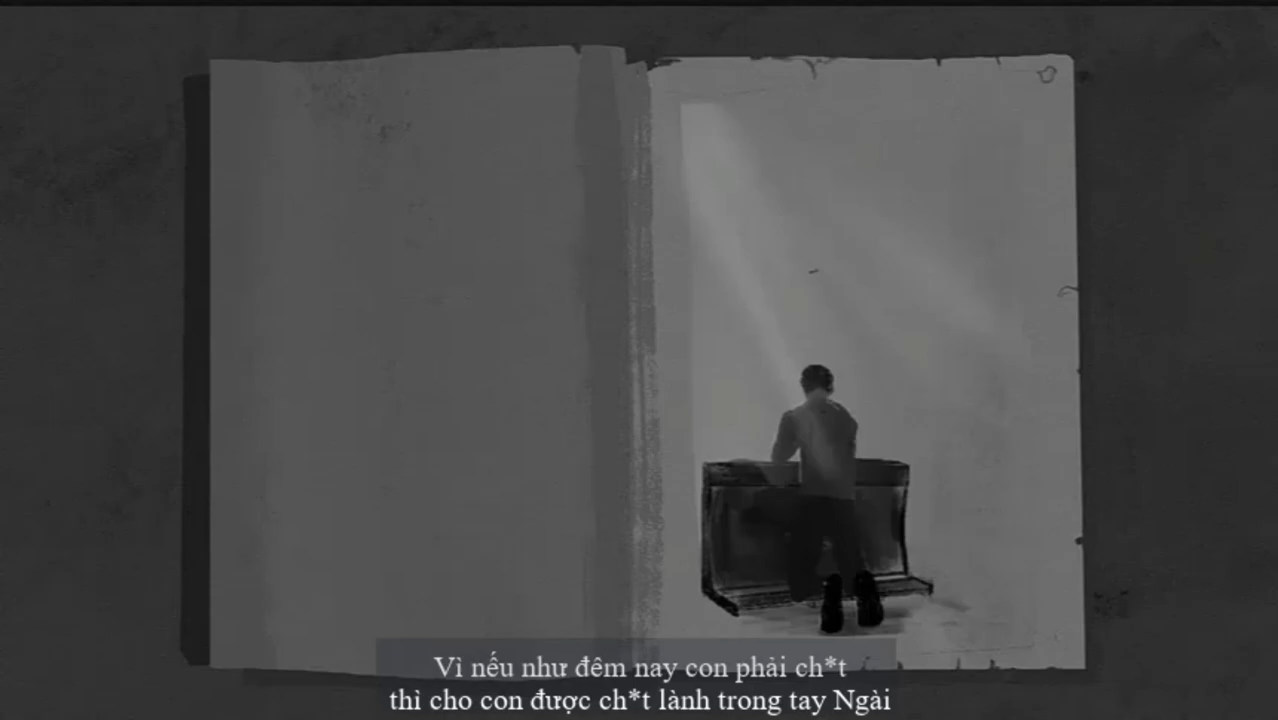 Vì nếu như đêm nay con phải ch*t
thì cho con được ch*t lành trong tay Ngài